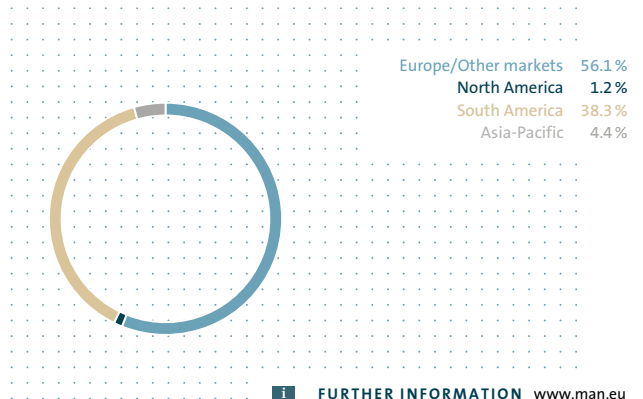 Europe/Other markets 56.1 %
North America 1.2 %
South America 38.3 %
Asia-Pacific 4.4 %
i FURTHER INFORMATION www.man.eu